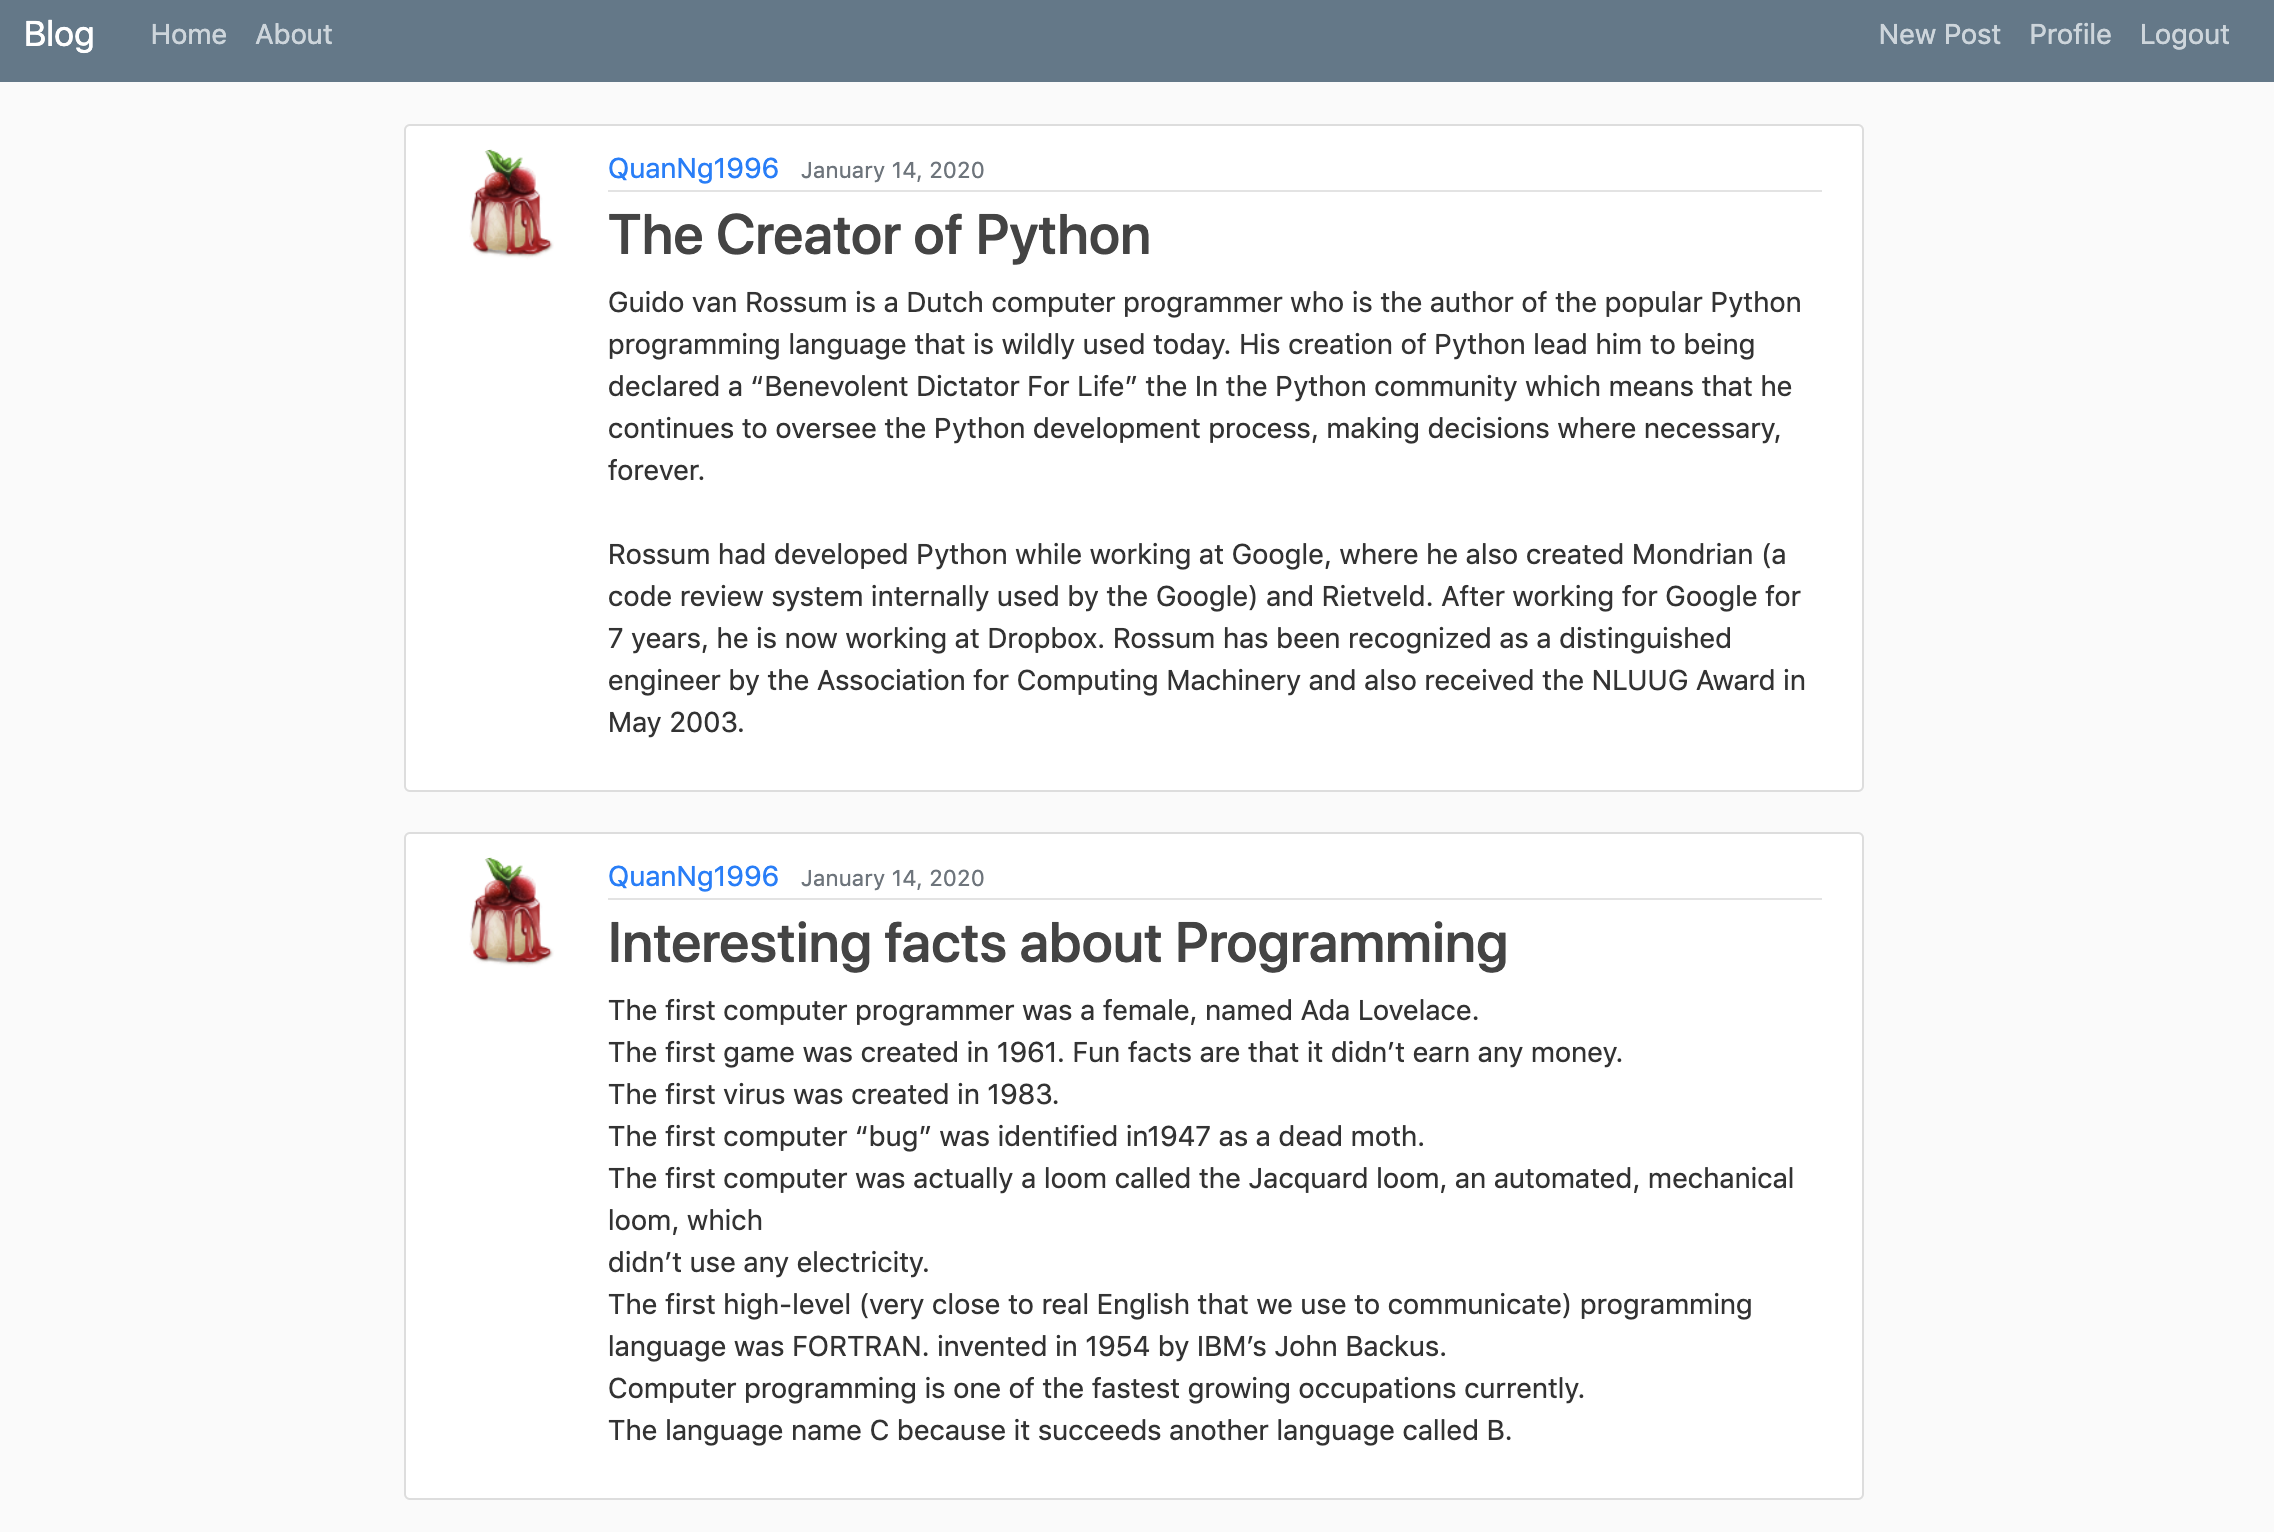 Blog Home About New Post Profile Logout
QuanNg1996 January 14, 2020
The Creator of Python
Guido van Rossum is a Dutch computer programmer who is the author of the popular Python
programming language that is wildly used today. His creation of Python lead him to being
declared a “Benevolent Dictator For Life” the In the Python community which means that he
continues to oversee the Python development process, making decisions where necessary,
forever.
Rossum had developed Python while working at Google, where he also created Mondrian (a
code review system internally used by the Google) and Rietveld. After working for Google for
7 years, he is now working at Dropbox. Rossum has been recognized as a distinguished
engineer by the Association for Computing Machinery and also received the NLUUG Award in
May 2003.
QuanNg1996 January 14, 2020
Interesting facts about Programming
The first computer programmer was a female, named Ada Lovelace.
The first game was created in 1961. Fun facts are that it didn’t earn any money.
The first virus was created in 1983.
The first computer “bug” was identified in1947 as a dead moth.
The first computer was actually a loom called the Jacquard loom, an automated, mechanical
loom, which
didn’t use any electricity.
The first high-level (very close to real English that we use to communicate) programming
language was FORTRAN. invented in 1954 by IBM’s John Backus.
Computer programming is one of the fastest growing occupations currently.
The language name C because it succeeds another language called B.